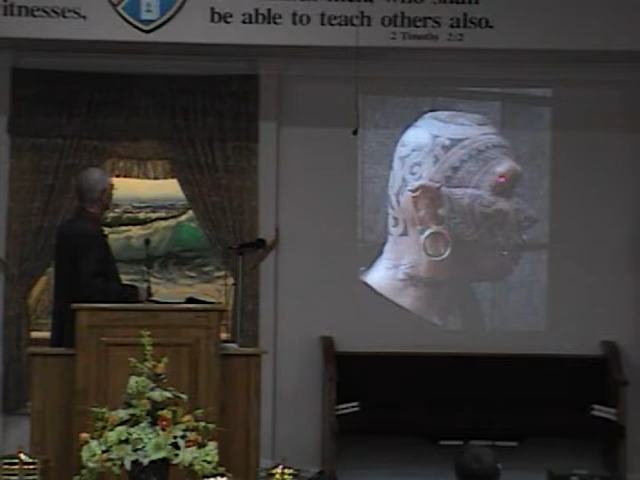 itnesses,
be able to teach others also.
2 Timothy 2:2